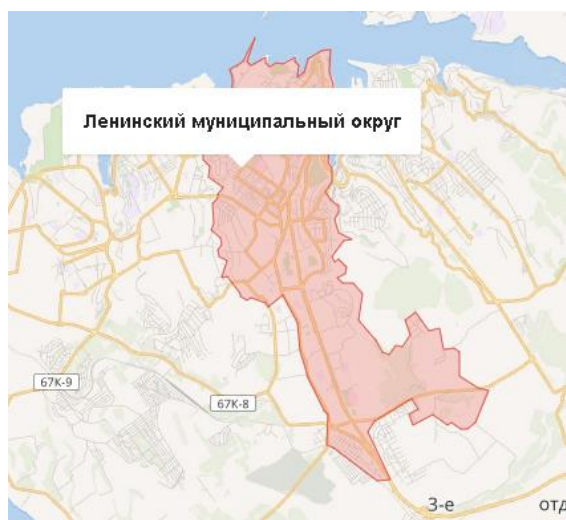 Ленинский муниципальный округ
67К-9
67К-8
3-е
отд